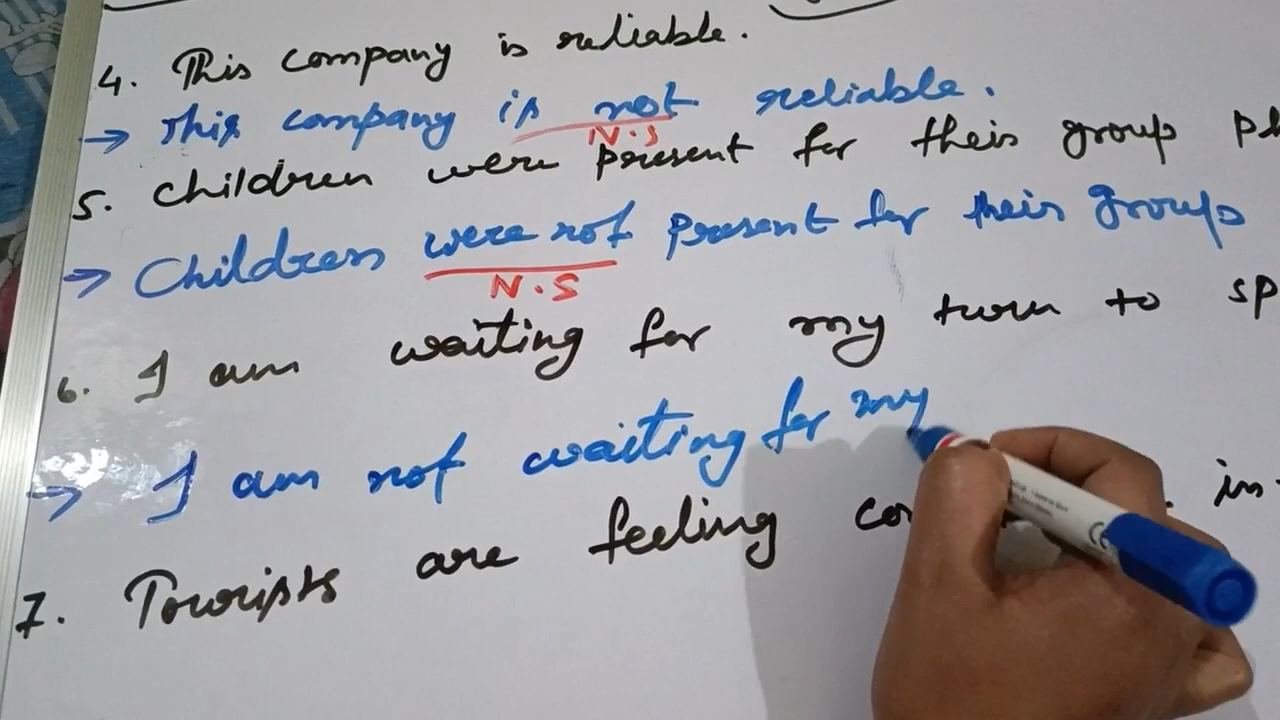 4. This company is reliable.
→ This company is not reliable.
N.S
5. Children were present for their group
→ Children were not present for their groups
N.S
6. I am waiting for my turn to
→ I am not waiting for my
7. Tourists are feeling